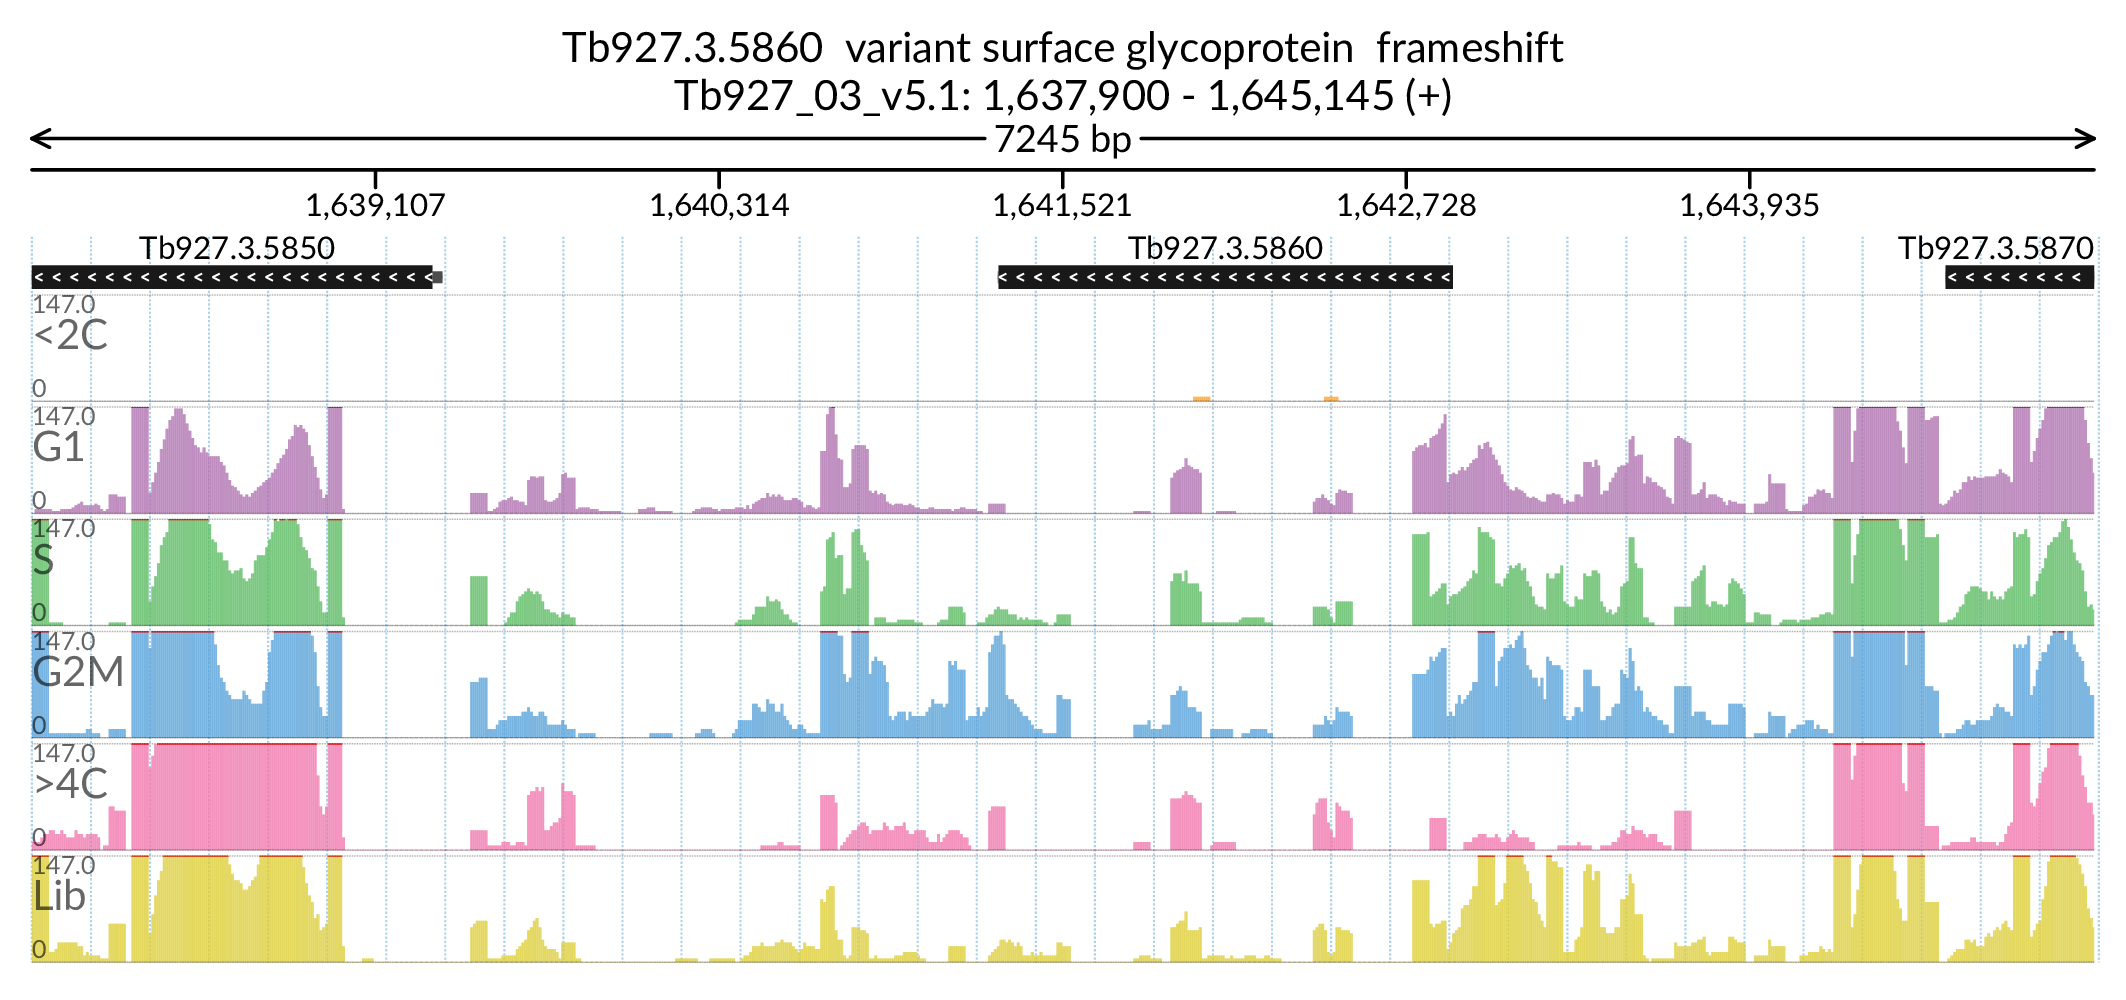 Tb927.3.5860  variant surface glycoprotein  frameshift
Tb927_03_v5.1: 1,637,900 - 1,645,145 (+)
7245 bp
1,639,107 1,640,314 1,641,521 1,642,728 1,643,935
Tb927.3.5850 Tb927.3.5860 Tb927.3.5870
147.0
<2C
0
147.0
G1
0
147.0
S
0
147.0
G2M
0
147.0
>4C
0
147.0
Lib
0